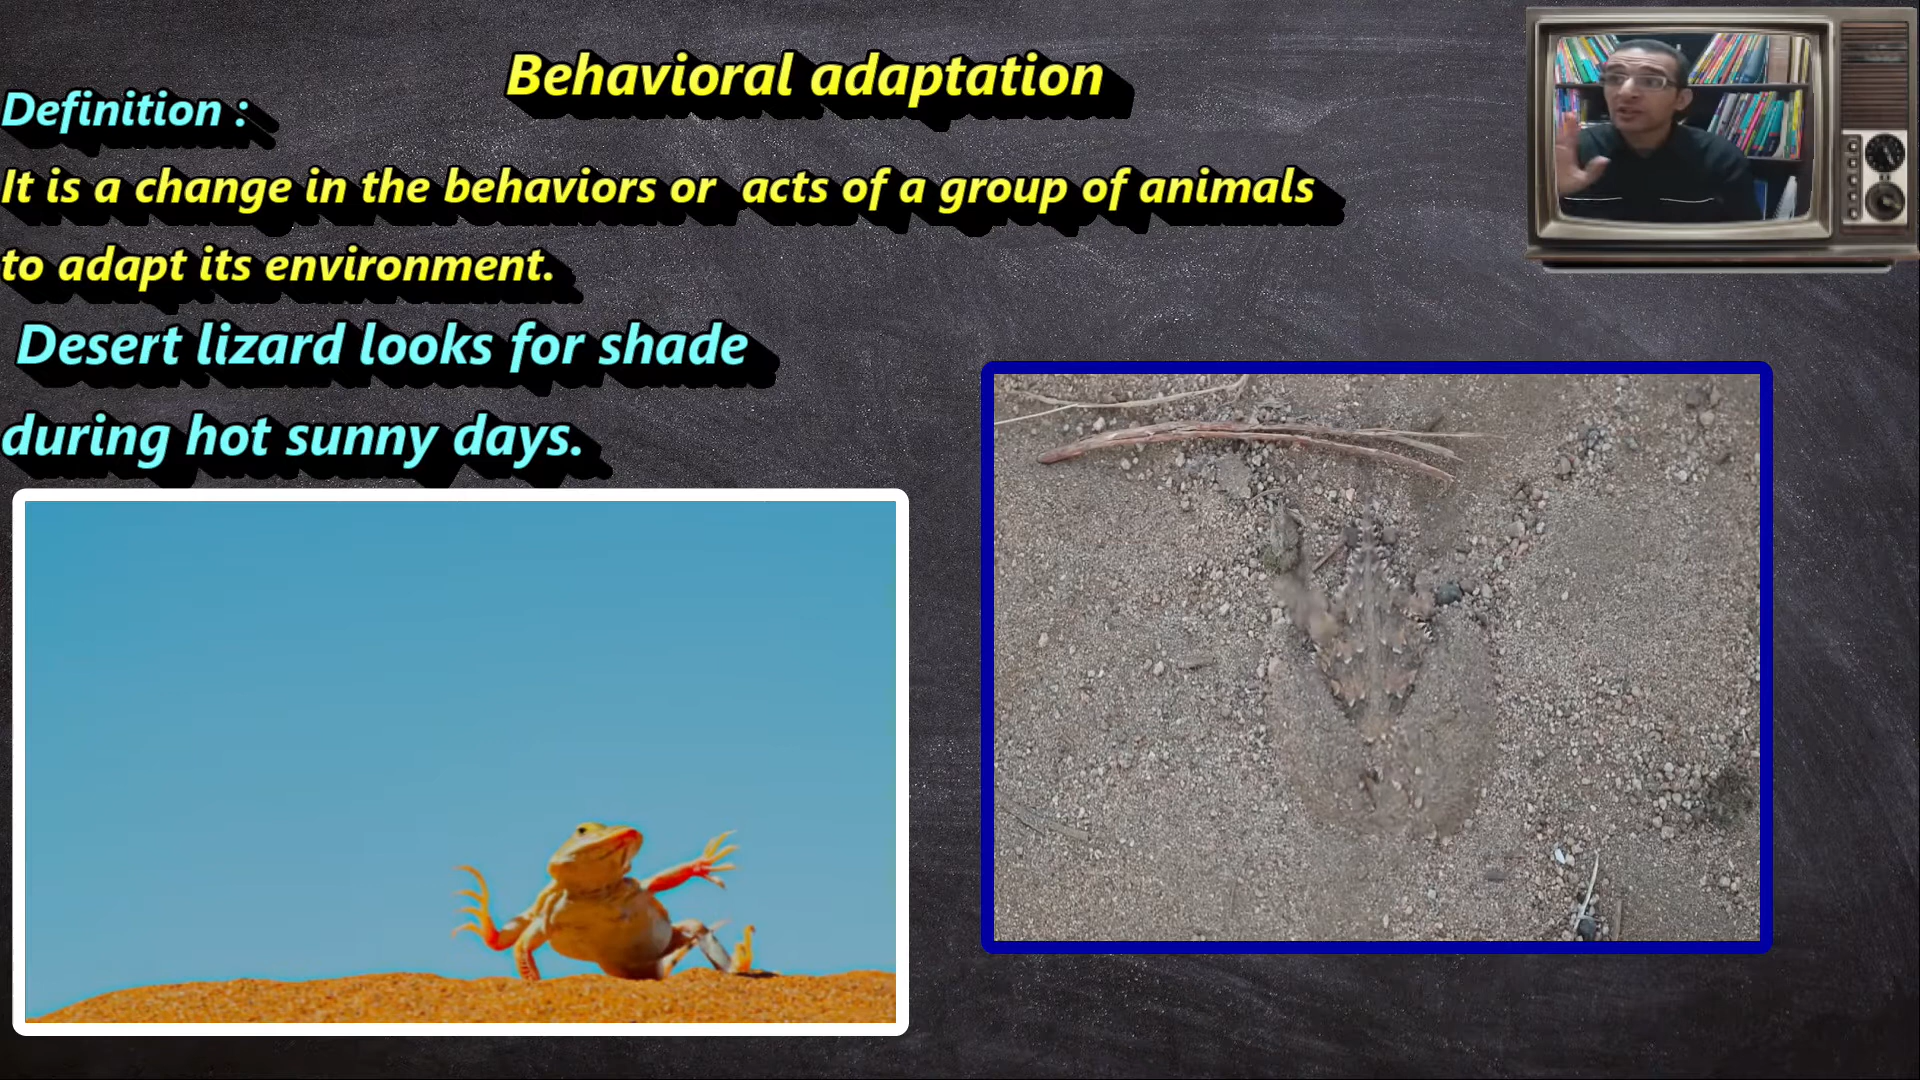 Behavioral adaptation
Definition :
It is a change in the behaviors or acts of a group of animals
to adapt its environment.
Desert lizard looks for shade
during hot sunny days.